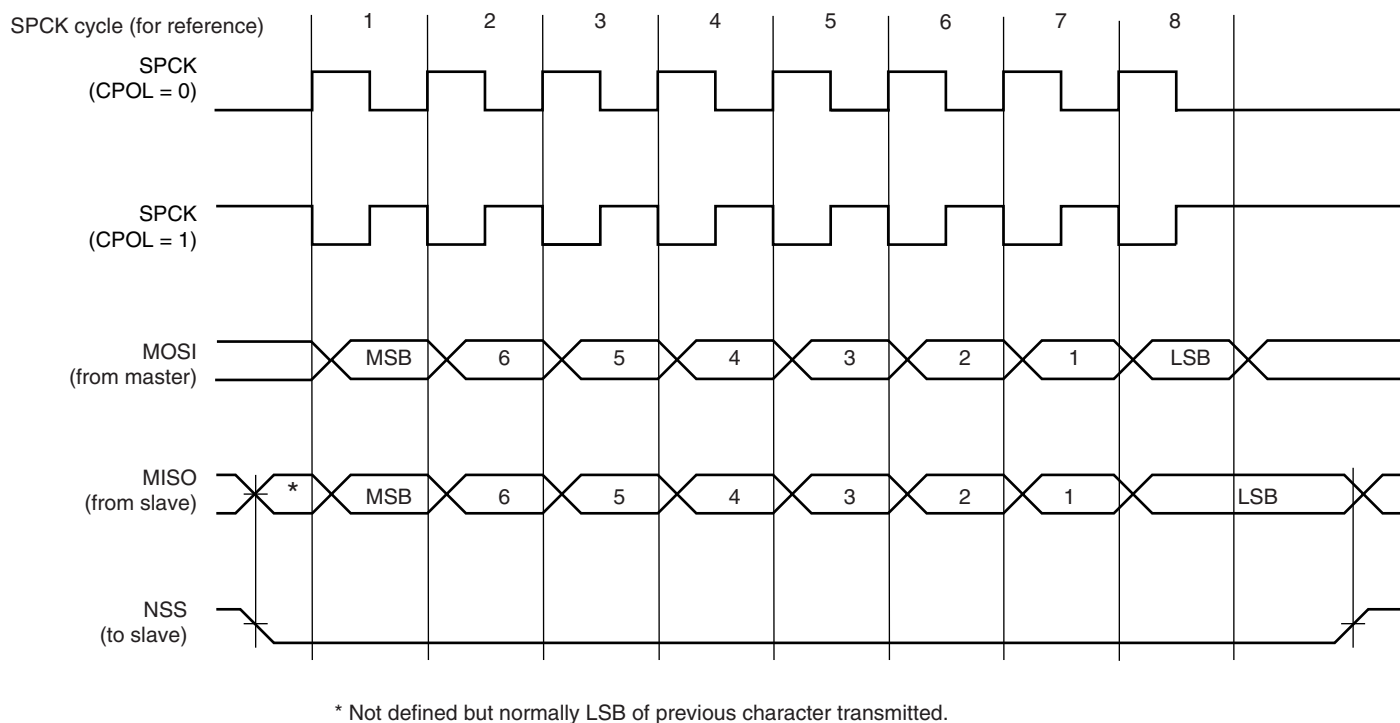 SPCK cycle (for reference)
1 2 3 4 5 6 7 8
SPCK
(CPOL = 0)
SPCK
(CPOL = 1)
MOSI
(from master)
MSB 6 5 4 3 2 1 LSB
MISO
(from slave)
* MSB 6 5 4 3 2 1 LSB
NSS
(to slave)
* Not defined but normally LSB of previous character transmitted.